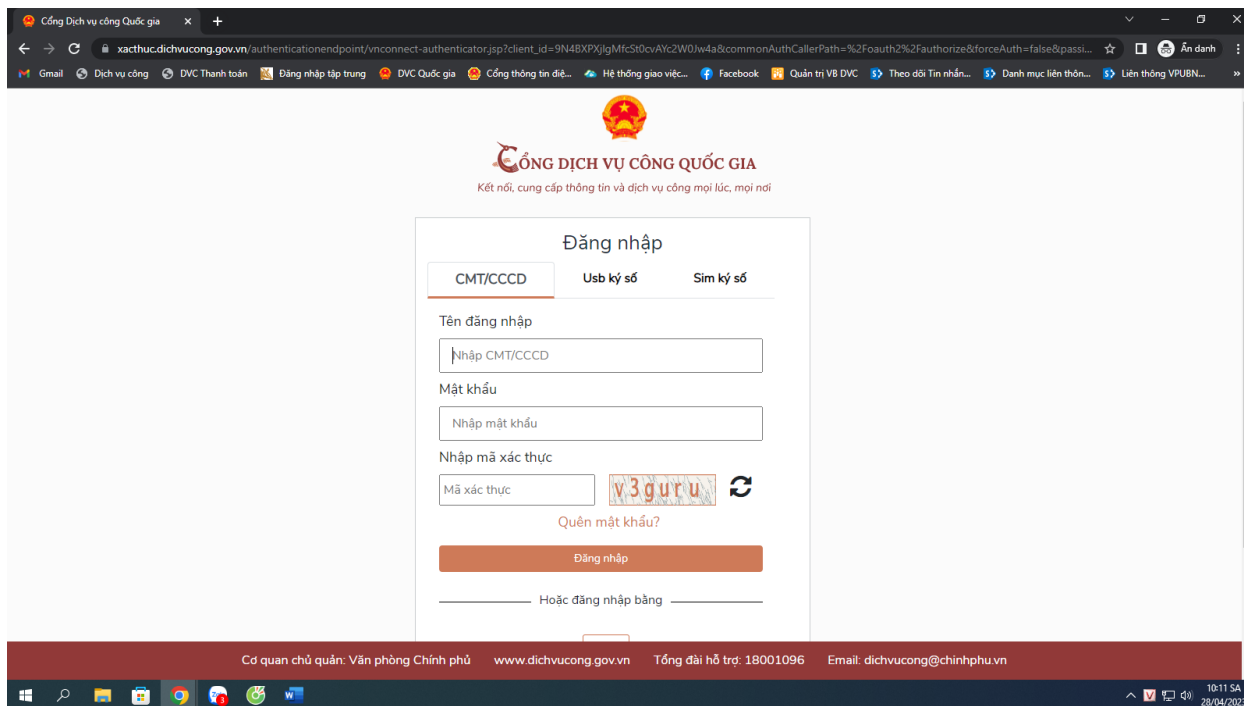 Cổng Dịch vụ công Quốc gia
xacthuc.dichvucong.gov.vn/authenticationendpoint/vnconnect-authenticator.jsp?client_id=9N4BXPXjIgMfcSt0cvAYc2W0Jw4a&commonAuthCallerPath=%2Foauth2%2Fauthorize&forceAuth=false&passi... Ẩn danh
Gmail Dịch vụ công DVC Thanh toán Đăng nhập tập trung DVC Quốc gia Cổng thông tin điệ... Hệ thống giao việc... Facebook Quản trị VB DVC Theo dõi Tin nhắn... Danh mục liên thôn... Liên thông VPUBN... »
CỔNG DỊCH VỤ CÔNG QUỐC GIA
Kết nối, cung cấp thông tin và dịch vụ công mọi lúc, mọi nơi
Đăng nhập
CMT/CCCD Usb ký số Sim ký số
Tên đăng nhập
Nhập CMT/CCCD
Mật khẩu
Nhập mật khẩu
Nhập mã xác thực
Mã xác thực v3guru
Quên mật khẩu?
Đăng nhập
Hoặc đăng nhập bằng
Cơ quan chủ quản: Văn phòng Chính phủ www.dichvucong.gov.vn Tổng đài hỗ trợ: 18001096 Email: dichvucong@chinhphu.vn
10:11 SA
28/04/202